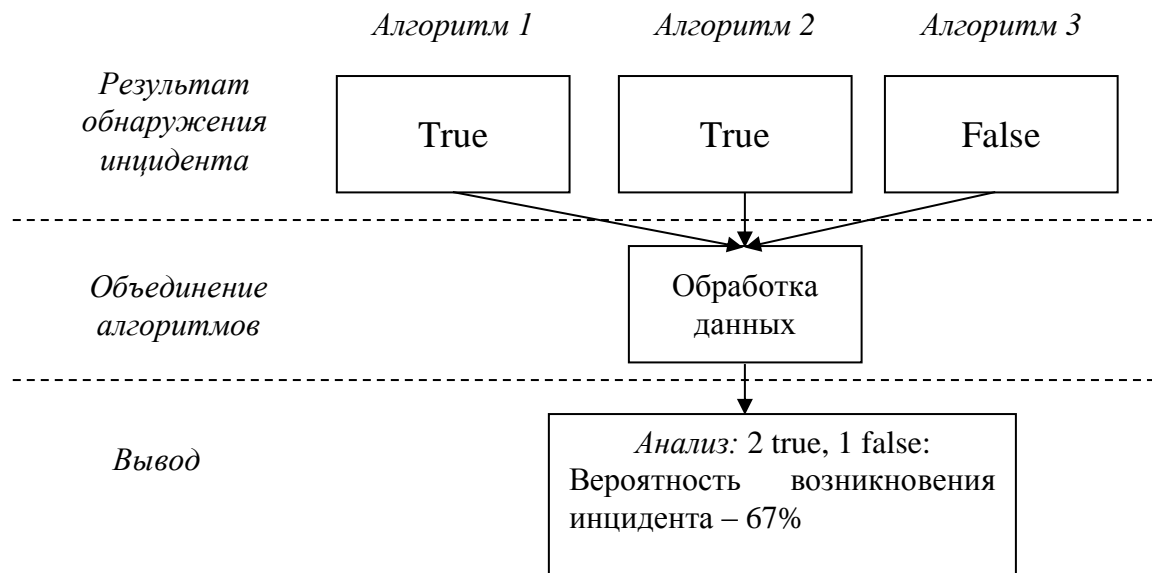 Алгоритм 1 Алгоритм 2 Алгоритм 3
Результат
обнаружения
инцидента
True True False
Объединение
алгоритмов
Обработка
данных
Вывод
Анализ: 2 true, 1 false:
Вероятность возникновения
инцидента – 67%